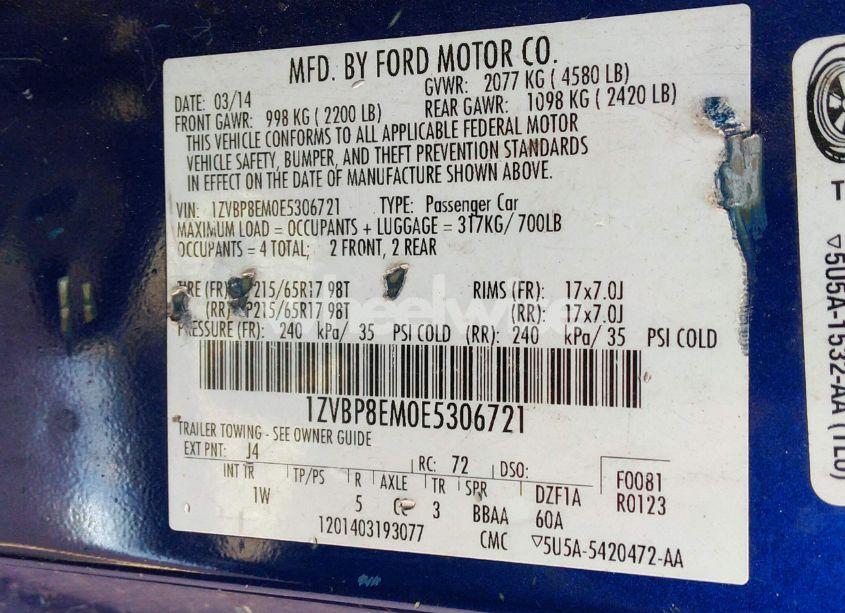 MFD. BY FORD MOTOR CO.
DATE: 03/14 GVWR: 2077 KG ( 4580 LB)
FRONT GAWR: 998 KG ( 2200 LB) REAR GAWR: 1098 KG ( 2420 LB)
THIS VEHICLE CONFORMS TO ALL APPLICABLE FEDERAL MOTOR
VEHICLE SAFETY, BUMPER, AND THEFT PREVENTION STANDARDS
IN EFFECT ON THE DATE OF MANUFACTURE SHOWN ABOVE.
VIN: 1ZVBP8EM0E5306721 TYPE: Passenger Car
MAXIMUM LOAD = OCCUPANTS + LUGGAGE = 317KG/ 700LB
OCCUPANTS = 4 TOTAL; 2 FRONT, 2 REAR
(FR) P215/65R17 98T RIMS (FR): 17x7.0J
(RR) P215/65R17 98T (RR): 17x7.0J
PRESSURE (FR): 240 kPa/ 35 PSI COLD (RR): 240 kPa/ 35 PSI COLD
1ZVBP8EM0E5306721
TRAILER TOWING - SEE OWNER GUIDE
EXT PNT: J4 RC: 72 DSO: F0081
R0123
INT TR TP/PS R AXLE TR SPR DZF1A
1W 5 3 BBAA 60A
1201403193077 CMC ▽5U5A-5420472-AA
T
▽5U5A-1532-AA (TL6)